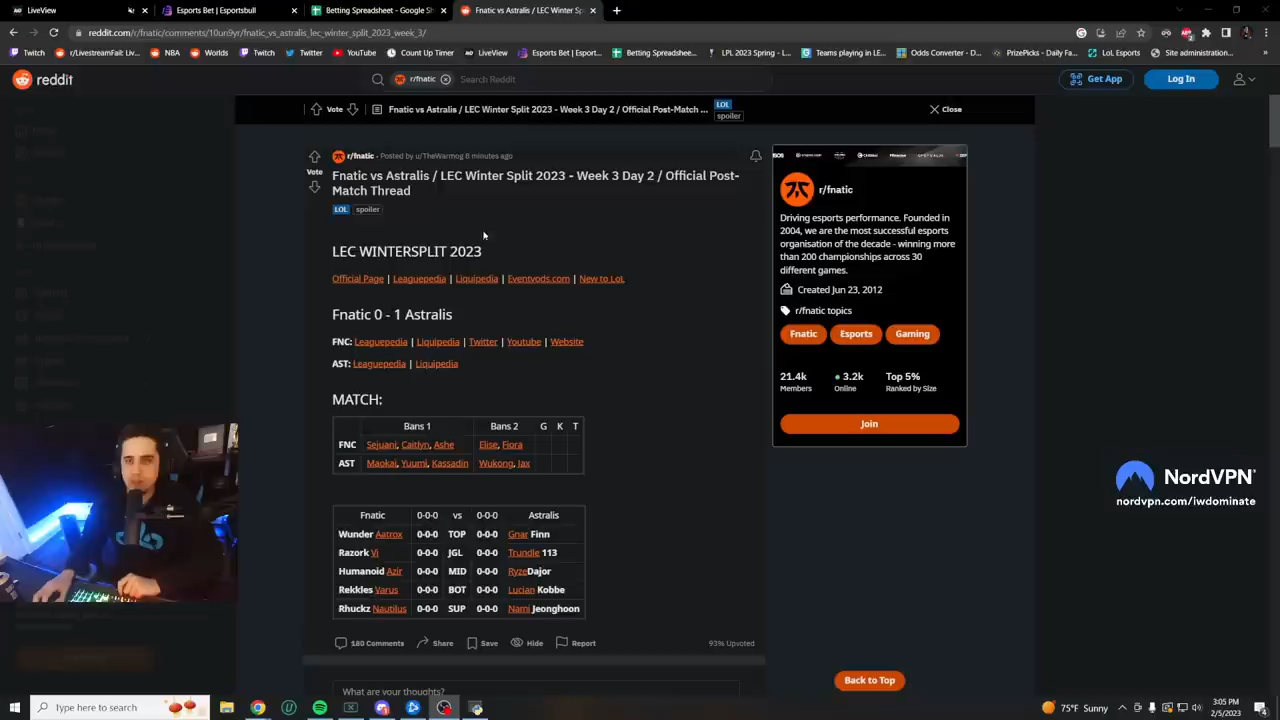 LiveView
Esports Bet | Esportsbull
Betting Spreadsheet - Google Sh
Fnatic vs Astralis / LEC Winter Sp
reddit.com/r/fnatic/comments/10un9yr/fnatic_vs_astralis_lec_winter_split_2023_week_3/
Twitch
r/LivestreamFail: Liv...
NBA
Worlds
Twitch
Twitter
YouTube
Count Up Timer
LiveView
Esports Bet | Esport...
Betting Spreadshee...
LPL 2023 Spring - L...
Teams playing in LE...
Odds Converter - D...
PrizePicks - Daily Fa...
LoL Esports
Site administration...
reddit
r/fnatic
Search Reddit
Get App
Log In
Vote
Fnatic vs Astralis / LEC Winter Split 2023 - Week 3 Day 2 / Official Post-Match ...
LOL
spoiler
Close
r/fnatic · Posted by u/TheWarmog 8 minutes ago
Vote
Fnatic vs Astralis / LEC Winter Split 2023 - Week 3 Day 2 / Official Post-
Match Thread
LOL spoiler
LEC WINTERSPLIT 2023
Official Page | Leaguepedia | Liquipedia | Eventvods.com | New to LoL
Fnatic 0 - 1 Astralis
FNC: Leaguepedia | Liquipedia | Twitter | Youtube | Website
AST: Leaguepedia | Liquipedia
MATCH:
Bans 1 Bans 2 G K T
FNC Sejuani, Caitlyn, Ashe Elise, Fiora
AST Maokai, Yuumi, Kassadin Wukong, Jax
Fnatic 0-0-0 vs 0-0-0 Astralis
Wunder Aatrox 0-0-0 TOP 0-0-0 Gnar Finn
Razork Vi 0-0-0 JGL 0-0-0 Trundle 113
Humanoid Azir 0-0-0 MID 0-0-0 RyzeDajor
Rekkles Varus 0-0-0 BOT 0-0-0 Lucian Kobbe
Rhuckz Nautilus 0-0-0 SUP 0-0-0 Nami Jeonghoon
180 Comments
Share
Save
Hide
Report
93% Upvoted
What are your thoughts?
r/fnatic
Driving esports performance. Founded in
2004, we are the most successful esports
organisation of the decade - winning more
than 200 championships across 30
different games.
Created Jun 23, 2012
r/fnatic topics
Fnatic
Esports
Gaming
21.4k 3.2k Top 5%
Members Online Ranked by Size
Join
Back to Top
NordVPN
nordvpn.com/iwdominate
Type here to search
75°F Sunny
3:05 PM
2/5/2023